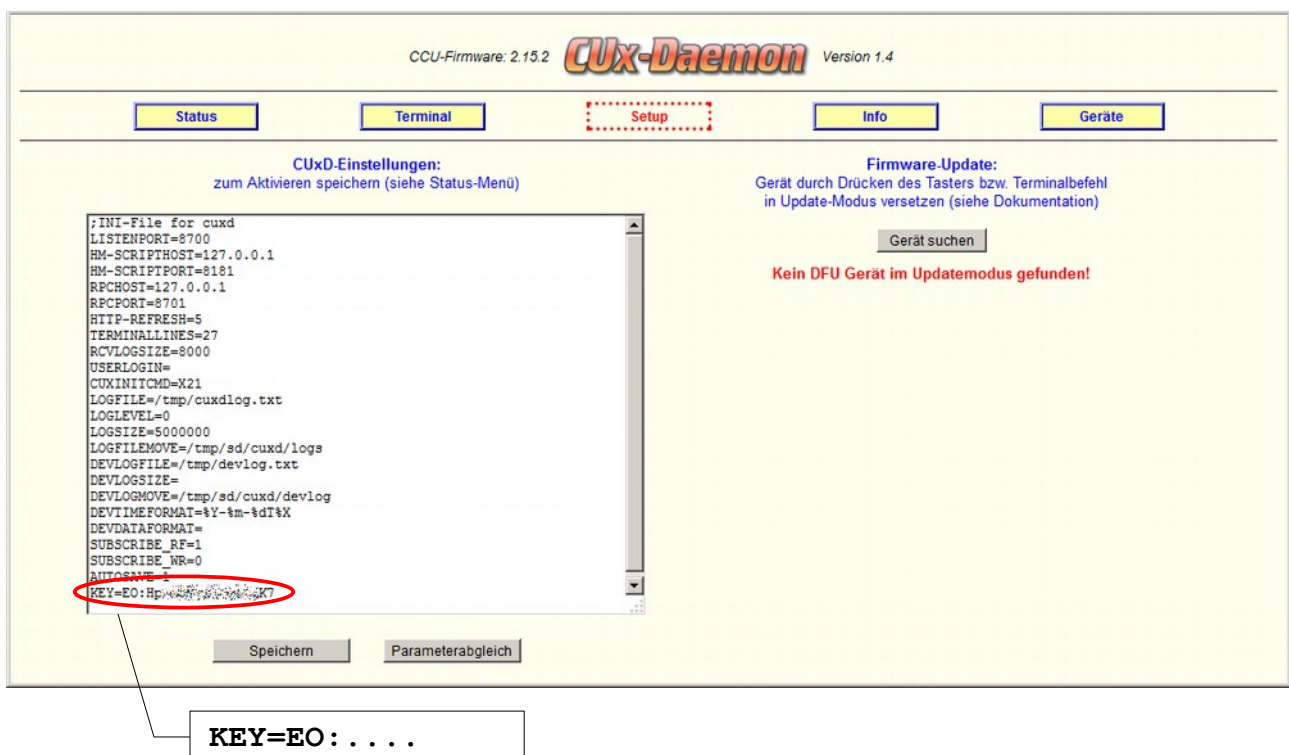 CCU-Firmware: 2.15.2 CUx-Daemon Version 1.4
Status Terminal Setup Info Geräte
CUxD-Einstellungen:
zum Aktivieren speichern (siehe Status-Menü)
;INI-File for cuxd
LISTENPORT=8700
HM-SCRIPTHOST=127.0.0.1
HM-SCRIPTPORT=8181
RPCHOST=127.0.0.1
RPCPORT=8701
HTTP-REFRESH=5
TERMINALLINES=27
RCVLOGSIZE=8000
USERLOGIN=
CUXINITCMD=X21
LOGFILE=/tmp/cuxdlog.txt
LOGLEVEL=0
LOGSIZE=5000000
LOGFILEMOVE=/tmp/sd/cuxd/logs
DEVLOGFILE=/tmp/devlog.txt
DEVLOGSIZE=
DEVLOGMOVE=/tmp/sd/cuxd/devlog
DEVTIMEFORMAT=%Y-%m-%dT%X
DEVDATAFORMAT=
SUBSCRIBE_RF=1
SUBSCRIBE_WR=0
AUTOSAVE=1
KEY=EO:Hp K7
Speichern Parameterabgleich
Firmware-Update:
Gerät durch Drücken des Tasters bzw. Terminalbefehl
in Update-Modus versetzen (siehe Dokumentation)
Gerät suchen
Kein DFU Gerät im Updatemodus gefunden!
KEY=EO:....